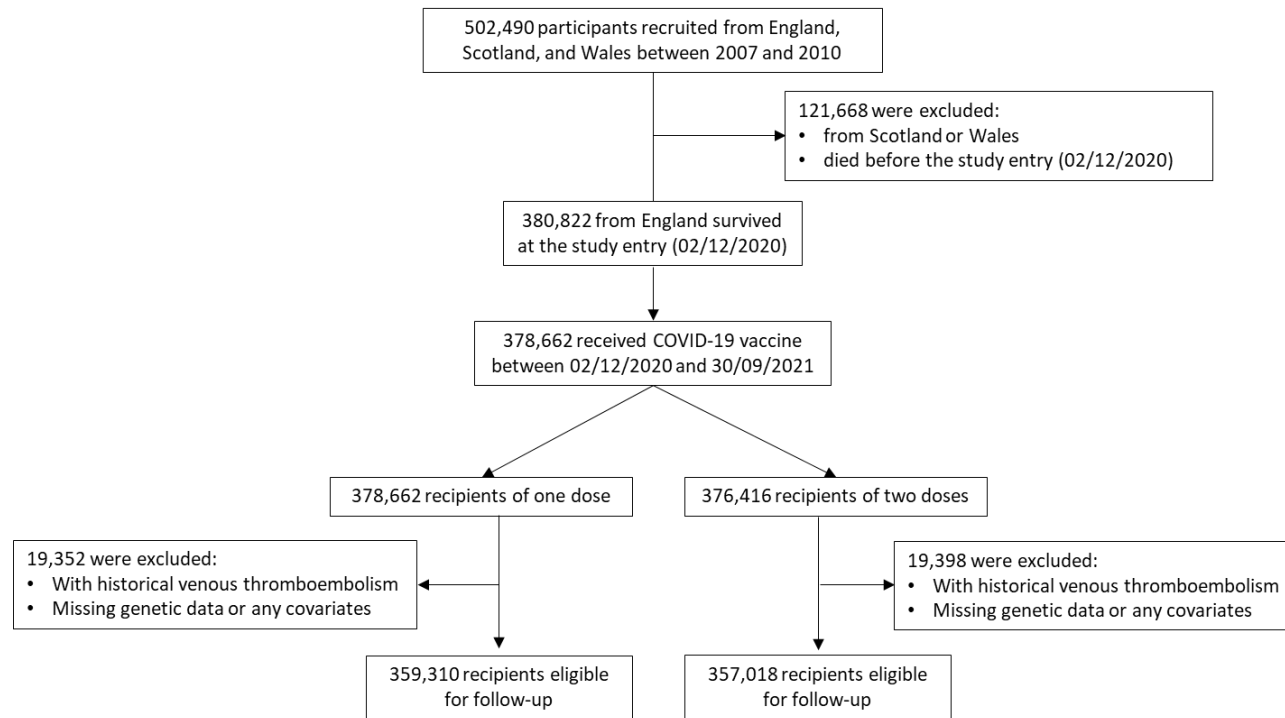 502,490 participants recruited from England,
Scotland, and Wales between 2007 and 2010
121,668 were excluded:
• from Scotland or Wales
• died before the study entry (02/12/2020)
380,822 from England survived
at the study entry (02/12/2020)
378,662 received COVID-19 vaccine
between 02/12/2020 and 30/09/2021
378,662 recipients of one dose
376,416 recipients of two doses
19,352 were excluded:
• With historical venous thromboembolism
• Missing genetic data or any covariates
19,398 were excluded:
• With historical venous thromboembolism
• Missing genetic data or any covariates
359,310 recipients eligible
for follow-up
357,018 recipients eligible
for follow-up